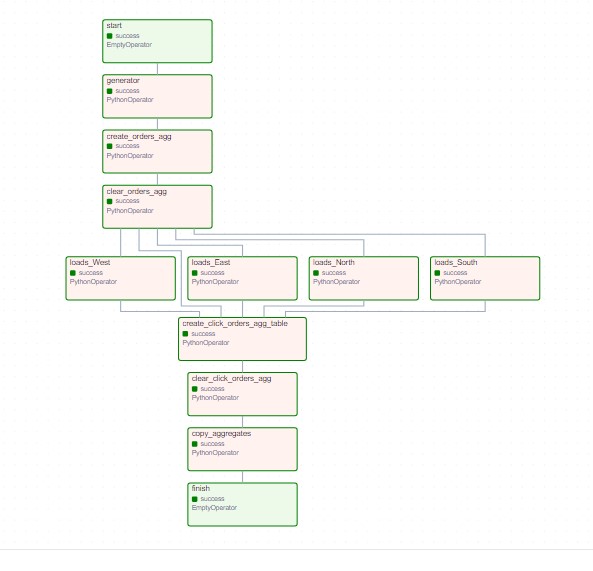 start
success
EmptyOperator
generator
success
PythonOperator
create_orders_agg
success
PythonOperator
clear_orders_agg
success
PythonOperator
loads_West
success
PythonOperator
loads_East
success
PythonOperator
loads_North
success
PythonOperator
loads_South
success
PythonOperator
create_click_orders_agg_table
success
PythonOperator
clear_click_orders_agg
success
PythonOperator
copy_aggregates
success
PythonOperator
finish
success
EmptyOperator